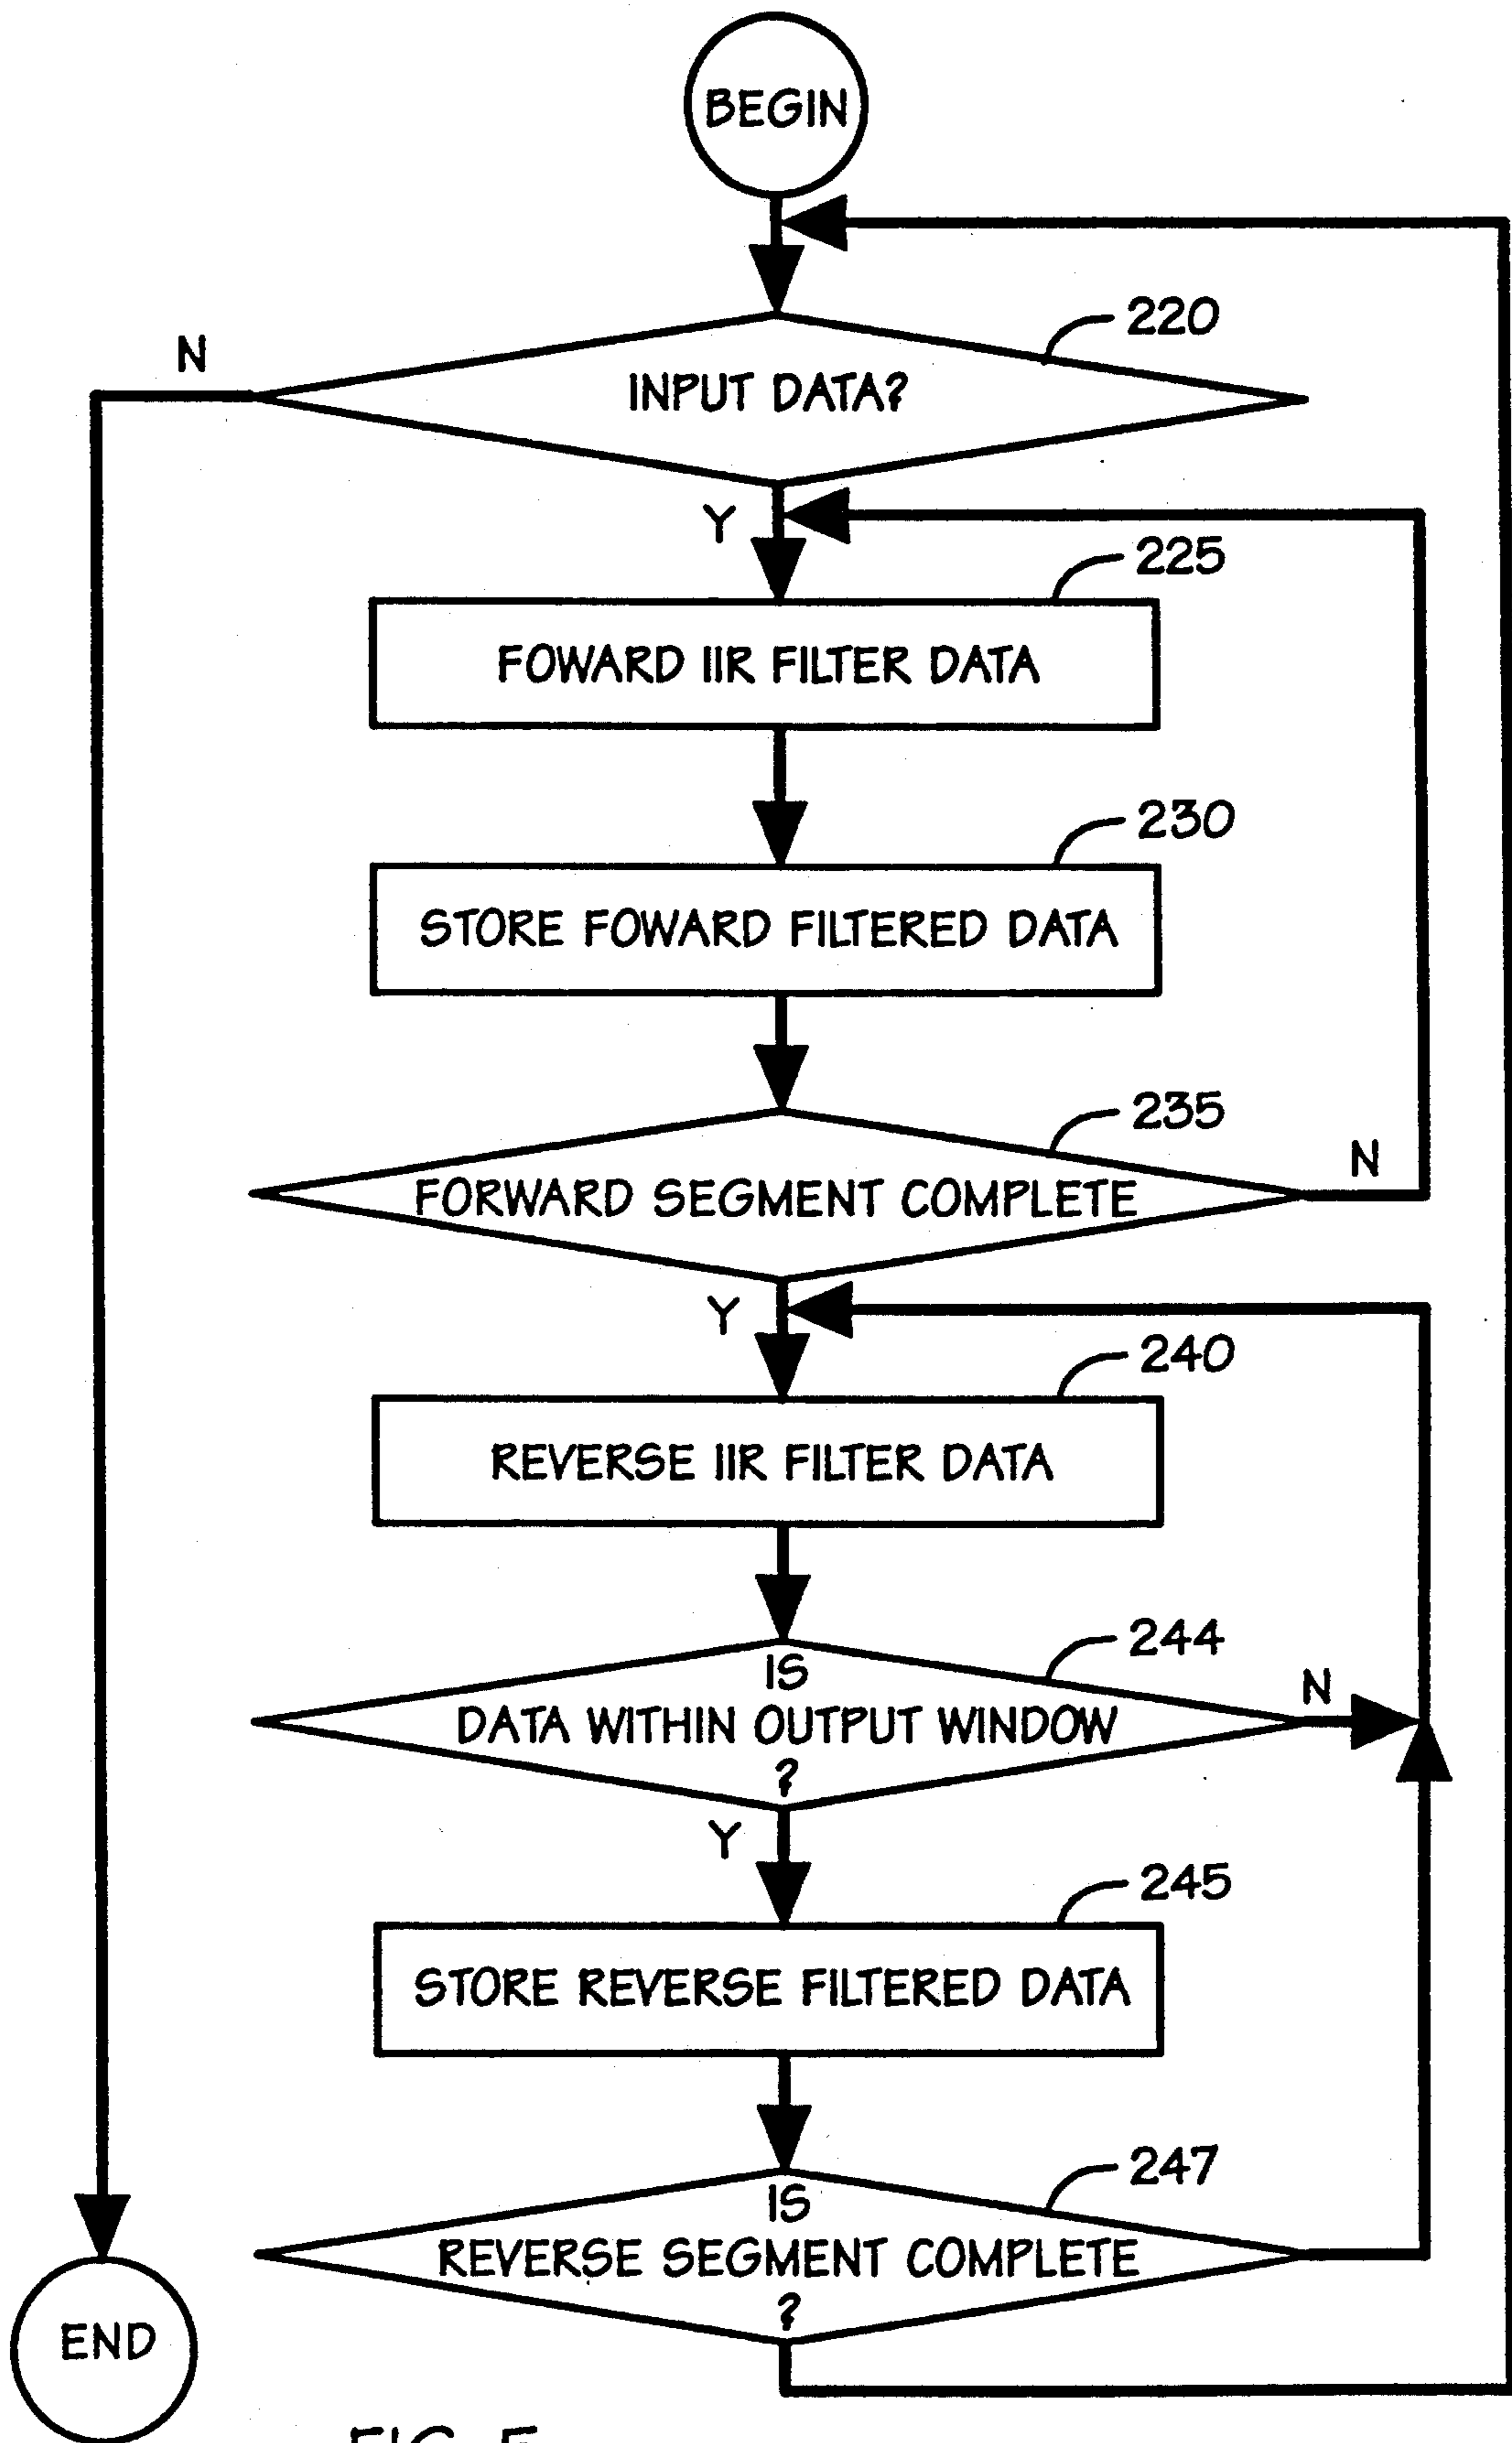 BEGIN
220
N
INPUT DATA?
Y
225
FOWARD IIR FILTER DATA
230
STORE FOWARD FILTERED DATA
235
N
FORWARD SEGMENT COMPLETE
Y
240
REVERSE IIR FILTER DATA
244
IS
N
DATA WITHIN OUTPUT WINDOW
?
Y
245
STORE REVERSE FILTERED DATA
247
IS
REVERSE SEGMENT COMPLETE
?
END